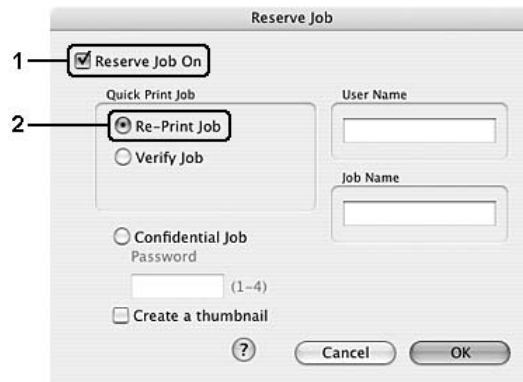 Reserve Job
1
Reserve Job On
Quick Print Job
2
Re-Print Job
Verify Job
User Name
Job Name
Confidential Job
Password
(1-4)
Create a thumbnail
?
Cancel
OK